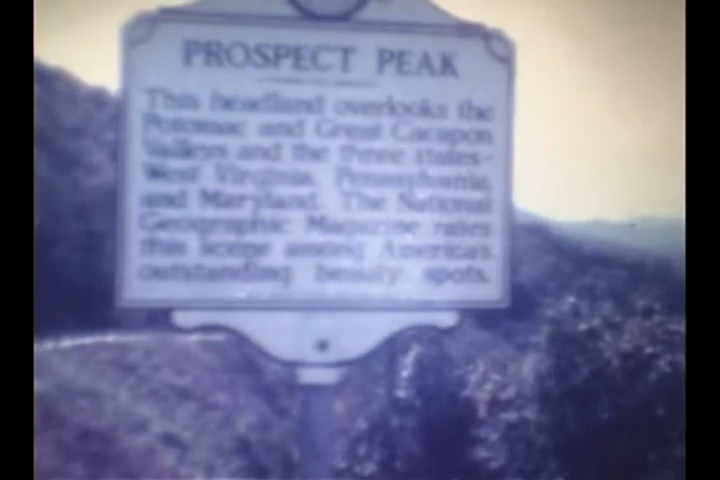 PROSPECT PEAK
This headland overlooks the
Potomac and Great Cacapon
Valleys and the three states-
West Virginia, Pennsylvania,
and Maryland. The National
Geographic Magazine rates
this scene among America's
outstanding beauty spots.